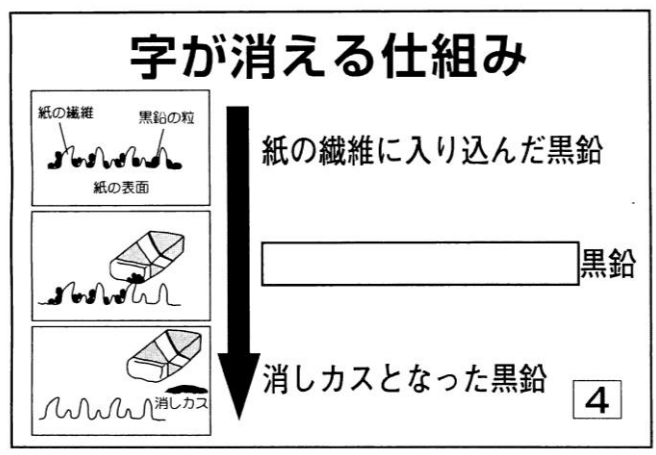 字が消える仕組み
紙の繊維
黒鉛の粒
紙の表面
紙の繊維に入り込んだ黒鉛
黒鉛
消しカス
消しカスとなった黒鉛
4